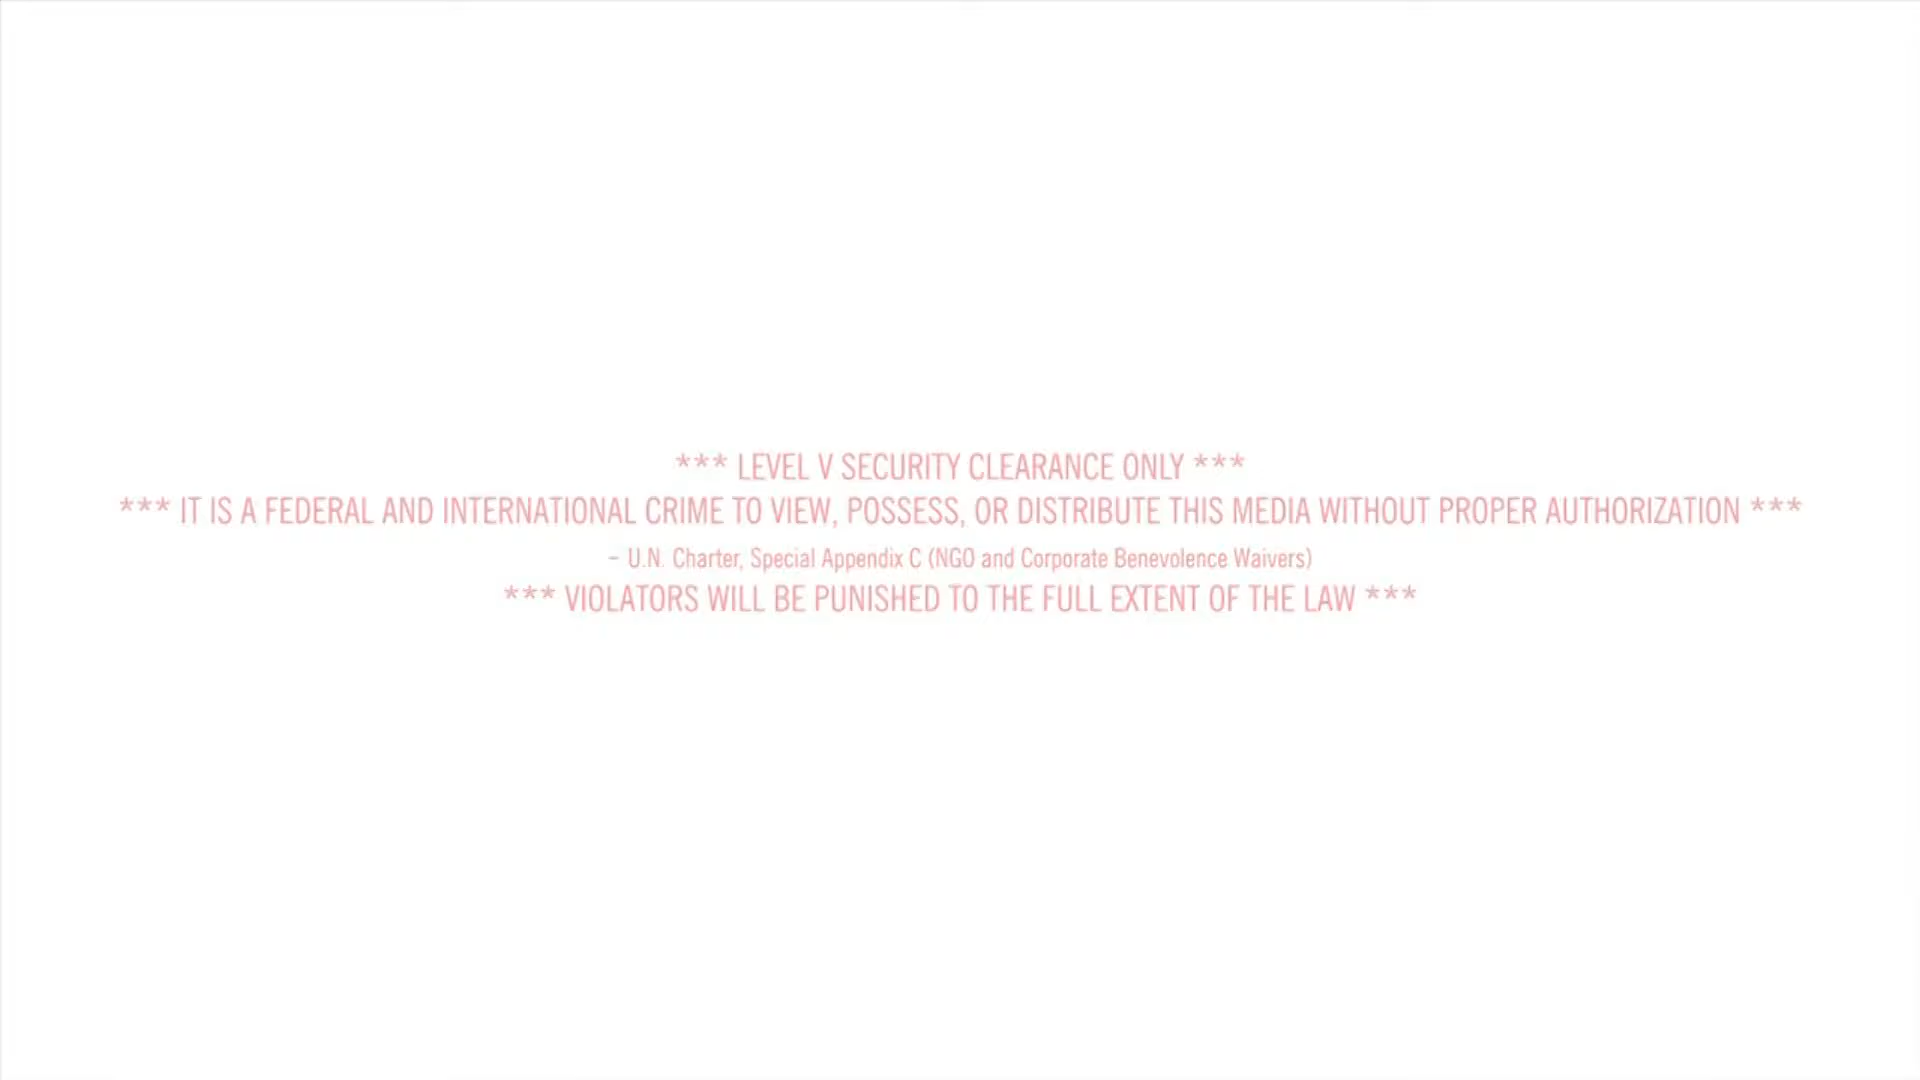 *** LEVEL V SECURITY CLEARANCE ONLY ***
*** IT IS A FEDERAL AND INTERNATIONAL CRIME TO VIEW, POSSESS, OR DISTRIBUTE THIS MEDIA WITHOUT PROPER AUTHORIZATION ***
– U.N. Charter, Special Appendix C (NGO and Corporate Benevolence Waivers)
*** VIOLATORS WILL BE PUNISHED TO THE FULL EXTENT OF THE LAW ***